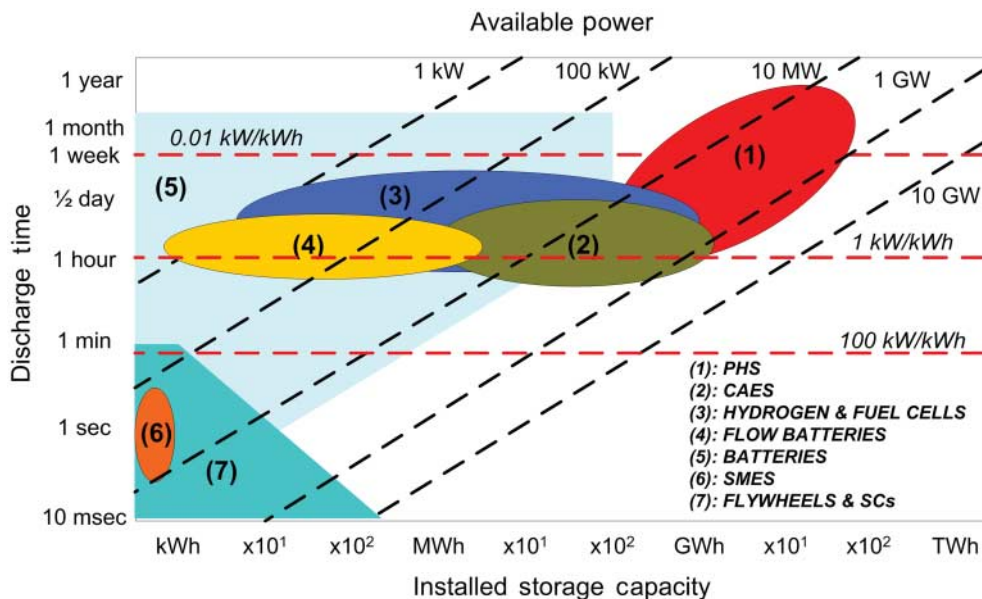 Available power
1 year
1 kW
100 kW
10 MW
1 GW
1 month
0.01 kW/kWh
1 week
(1)
(5)
(3)
½ day
10 GW
(4)
(2)
1 kW/kWh
1 hour
Discharge time
1 min
100 kW/kWh
(1): PHS
(2): CAES
(3): HYDROGEN & FUEL CELLS
(4): FLOW BATTERIES
(5): BATTERIES
(6): SMES
(7): FLYWHEELS & SCs
1 sec
(6)
(7)
10 msec
kWh x10¹ x10² MWh x10¹ x10² GWh x10¹ x10² TWh
Installed storage capacity